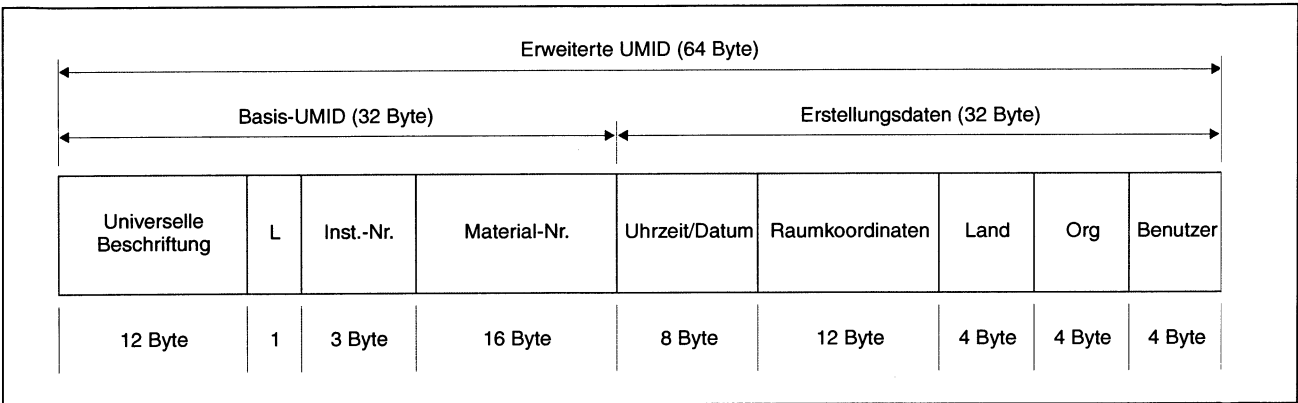 Erweiterte UMID (64 Byte)
Basis-UMID (32 Byte)
Erstellungsdaten (32 Byte)
Universelle
Beschriftung
L
Inst.-Nr.
Material-Nr.
Uhrzeit/Datum
Raumkoordinaten
Land
Org
Benutzer
12 Byte
1
3 Byte
16 Byte
8 Byte
12 Byte
4 Byte
4 Byte
4 Byte